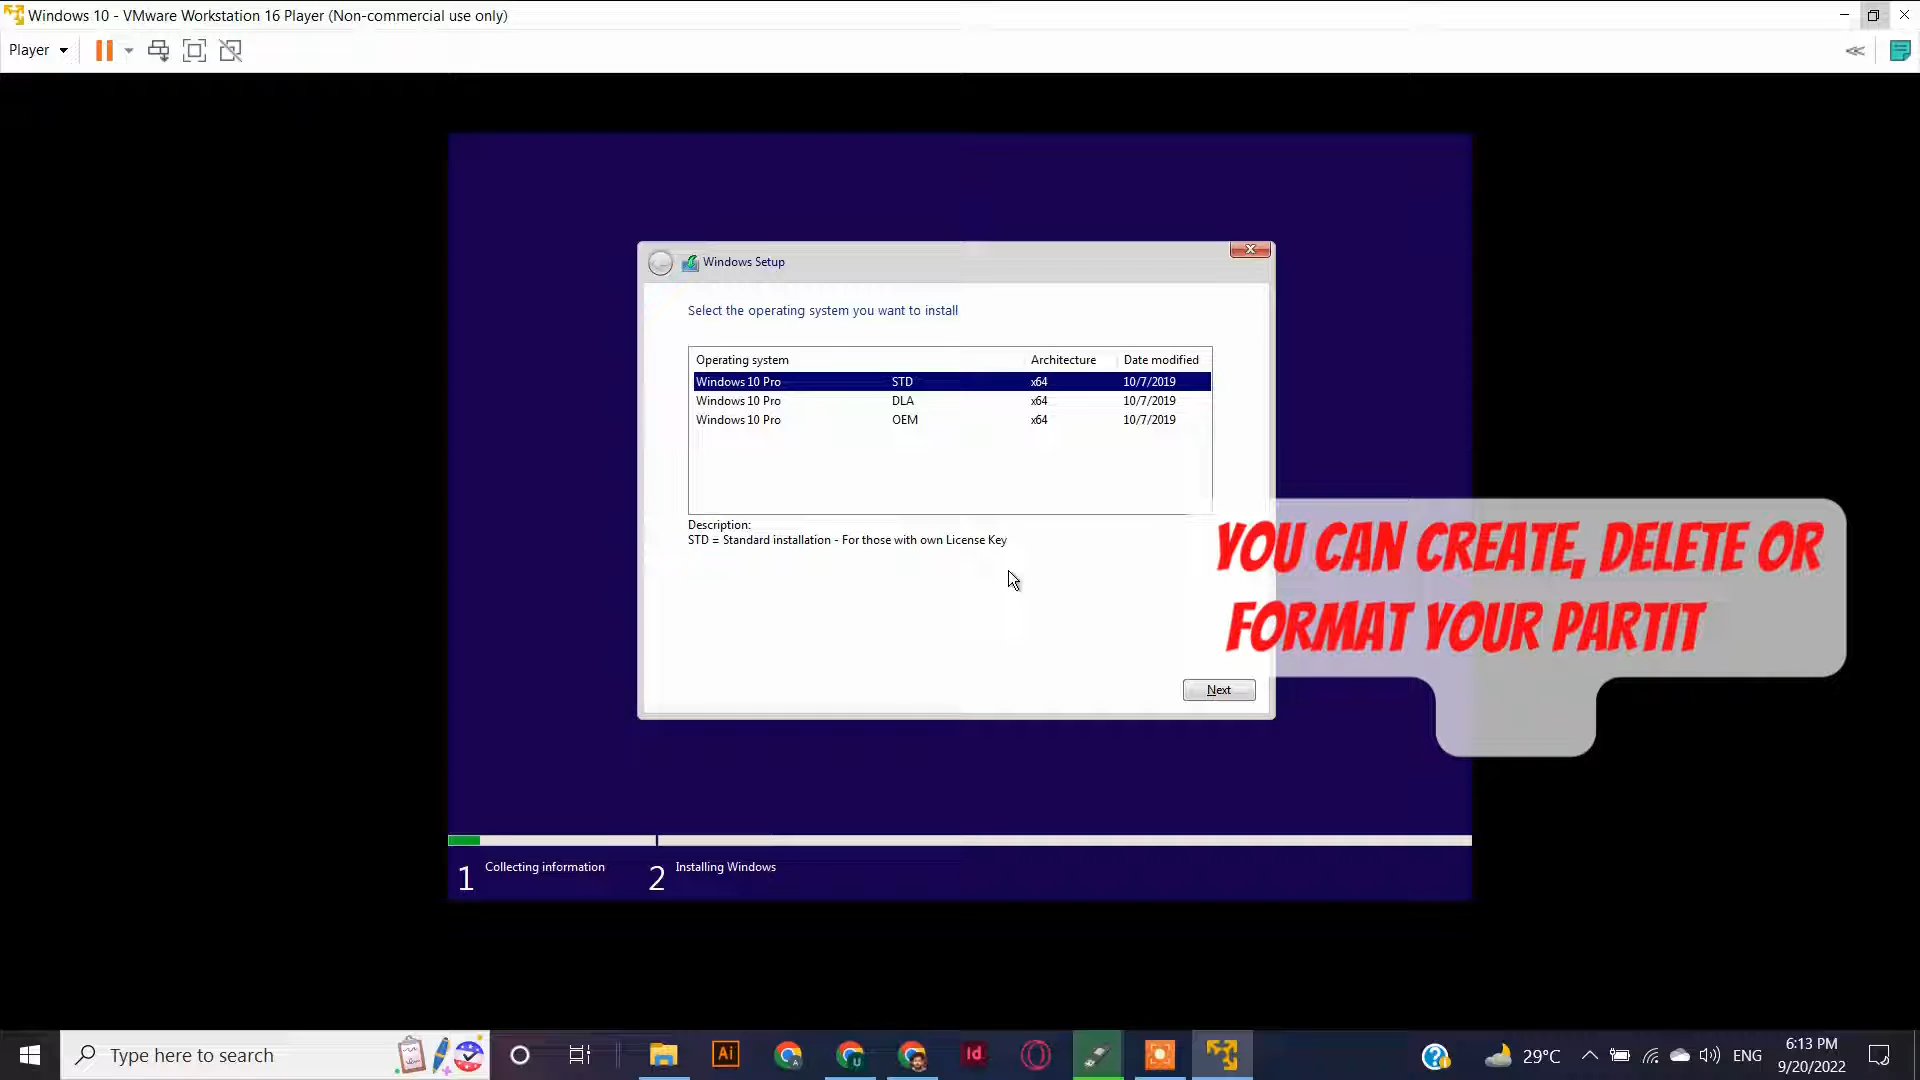 Windows 10 - VMware Workstation 16 Player (Non-commercial use only)
Player
Windows Setup
Select the operating system you want to install
Operating system Architecture Date modified
Windows 10 Pro STD x64 10/7/2019
Windows 10 Pro DLA x64 10/7/2019
Windows 10 Pro OEM x64 10/7/2019
Description:
STD = Standard installation - For those with own License Key
YOU CAN CREATE, DELETE OR
FORMAT YOUR PARTIT
Next
1 Collecting information 2 Installing Windows
Type here to search
Ai
A
U
Id
29°C
ENG
6:13 PM
9/20/2022